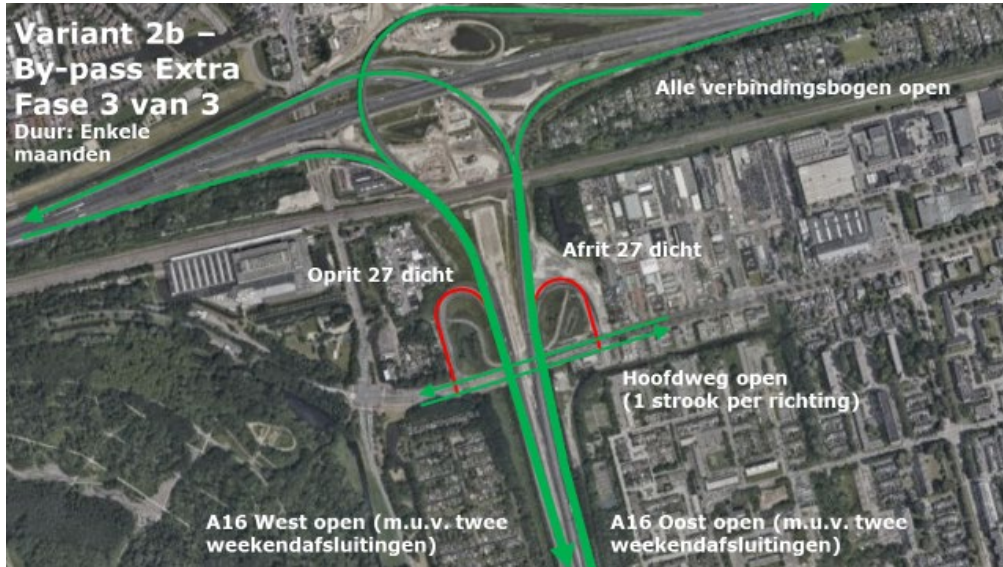 Variant 2b –
By-pass Extra
Fase 3 van 3
Duur: Enkele
maanden
Alle verbindingsbogen open
Oprit 27 dicht
Afrit 27 dicht
Hoofdweg open
(1 strook per richting)
A16 West open (m.u.v. twee
weekendafsluitingen)
A16 Oost open (m.u.v. twee
weekendafsluitingen)